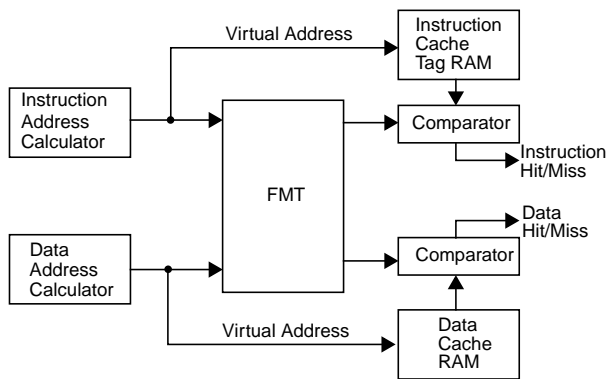 Virtual Address
Instruction
Cache
Tag RAM
Instruction
Address
Calculator
Comparator
Instruction
Hit/Miss
FMT
Data
Hit/Miss
Data
Address
Calculator
Comparator
Virtual Address
Data
Cache
RAM